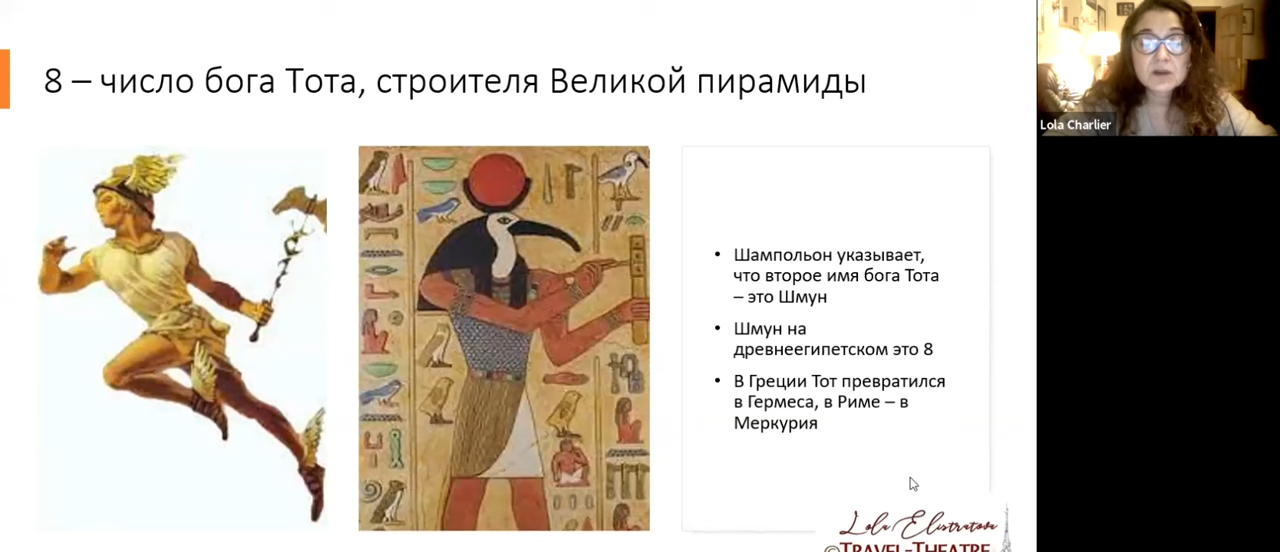 8 – число бога Тота, строителя Великой пирамиды
• Шампольон указывает,
что второе имя бога Тота
– это Шмун
• Шмун на
древнеегипетском это 8
• В Греции Тот превратился
в Гермеса, в Риме – в
Меркурия
Lola Elistratova
©TRAVEL-THEATRE
Lola Charlier